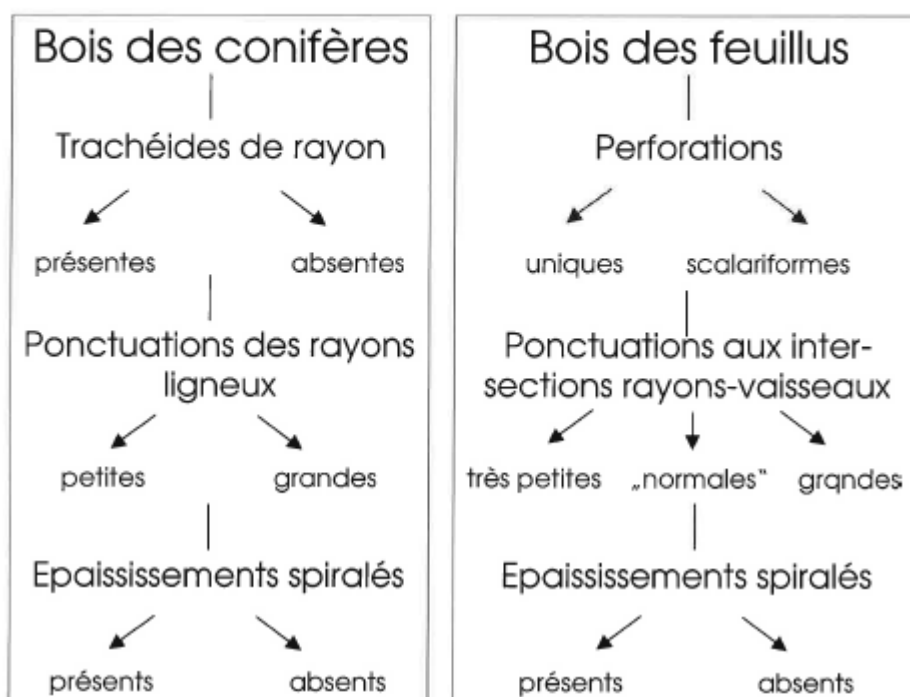 Bois des conifères
Trachéides de rayon
présentes absentes
Ponctuations des rayons
ligneux
petites grandes
Epaississements spiralés
présents absents
Bois des feuillus
Perforations
uniques scalariformes
Ponctuations aux inter-
sections rayons-vaisseaux
très petites „normales“ grandes
Epaississements spiralés
présents absents